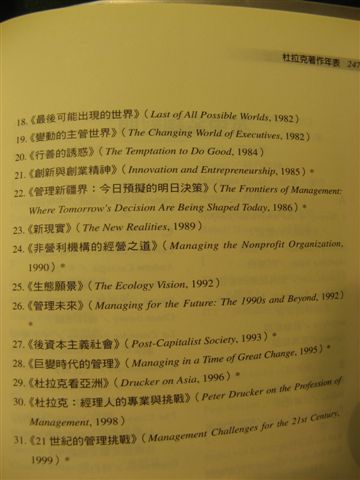 杜拉克著作年表 247
18.《最後可能出現的世界》（Last of All Possible Worlds, 1982）
19.《變動的主管世界》（The Changing World of Executives, 1982）
20.《行善的誘惑》（The Temptation to Do Good, 1984）
21.《創新與創業精神》（Innovation and Entrepreneurship, 1985）*
22.《管理新疆界：今日預擬的明日決策》（The Frontiers of Management:
Where Tomorrow's Decision Are Being Shaped Today, 1986）*
23.《新現實》（The New Realities, 1989）
24.《非營利機構的經營之道》（Managing the Nonprofit Organization,
1990）*
25.《生態願景》（The Ecology Vision, 1992）
26.《管理未來》（Managing for the Future: The 1990s and Beyond, 1992）
*
27.《後資本主義社會》（Post-Capitalist Society, 1993）*
28.《巨變時代的管理》（Managing in a Time of Great Change, 1995）*
29.《杜拉克看亞洲》（Drucker on Asia, 1996）*
30.《杜拉克：經理人的專業與挑戰》（Peter Drucker on the Profession of
Management, 1998）
31.《21世紀的管理挑戰》（Management Challenges for the 21st Century,
1999）*